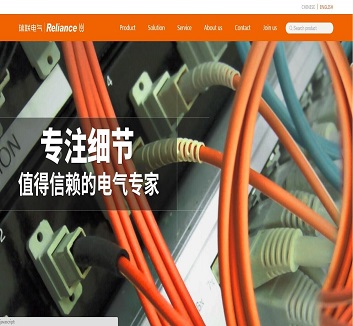 CHINESE | ENGLISH
瑞联电气 Reliance
Product Solution Service About us Contact Join us
Search product
专注细节
值得信赖的电气专家